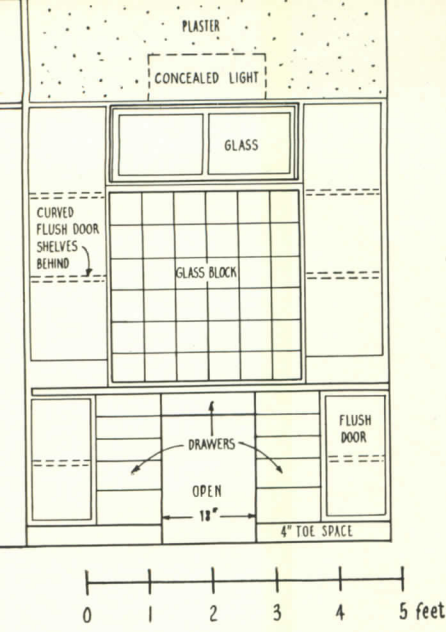 PLASTER
CONCEALED LIGHT
GLASS
CURVED
FLUSH DOOR
SHELVES
BEHIND
GLASS BLOCK
FLUSH
DOOR
DRAWERS
OPEN
18"
4" TOE SPACE
0 1 2 3 4 5 feet